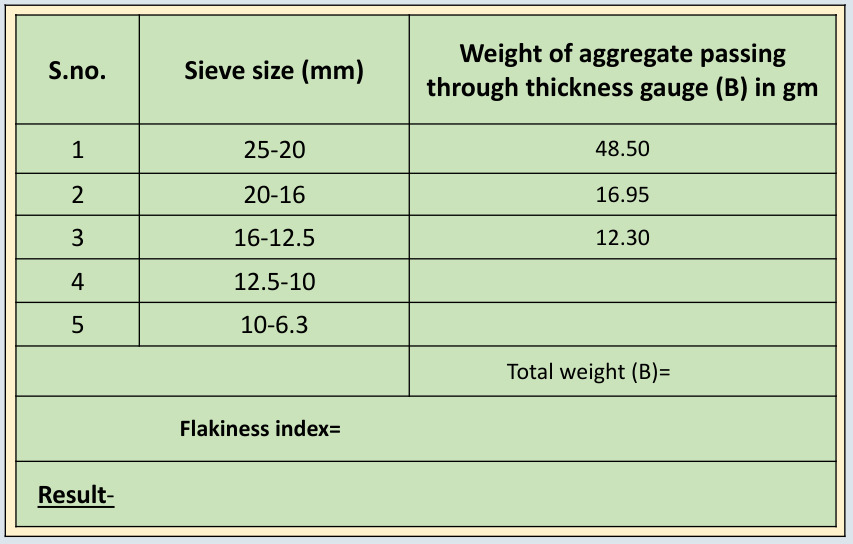 S.no. Sieve size (mm) Weight of aggregate passing
through thickness gauge (B) in gm
1 25-20 48.50
2 20-16 16.95
3 16-12.5 12.30
4 12.5-10
5 10-6.3
Total weight (B)=
Flakiness index=
Result-